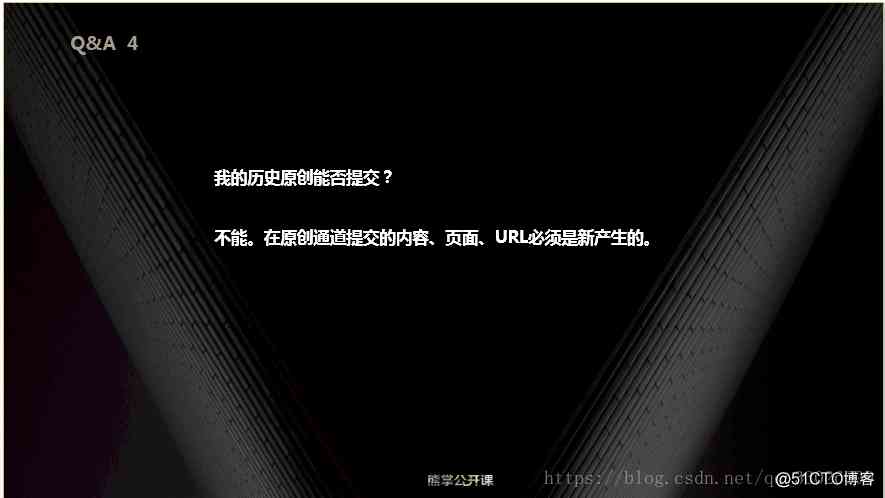 Q&A 4
我的历史原创能否提交？
不能。在原创通道提交的内容、页面、URL必须是新产生的。
熊掌公开课
https://blog.csdn.net/
@51CTO博客